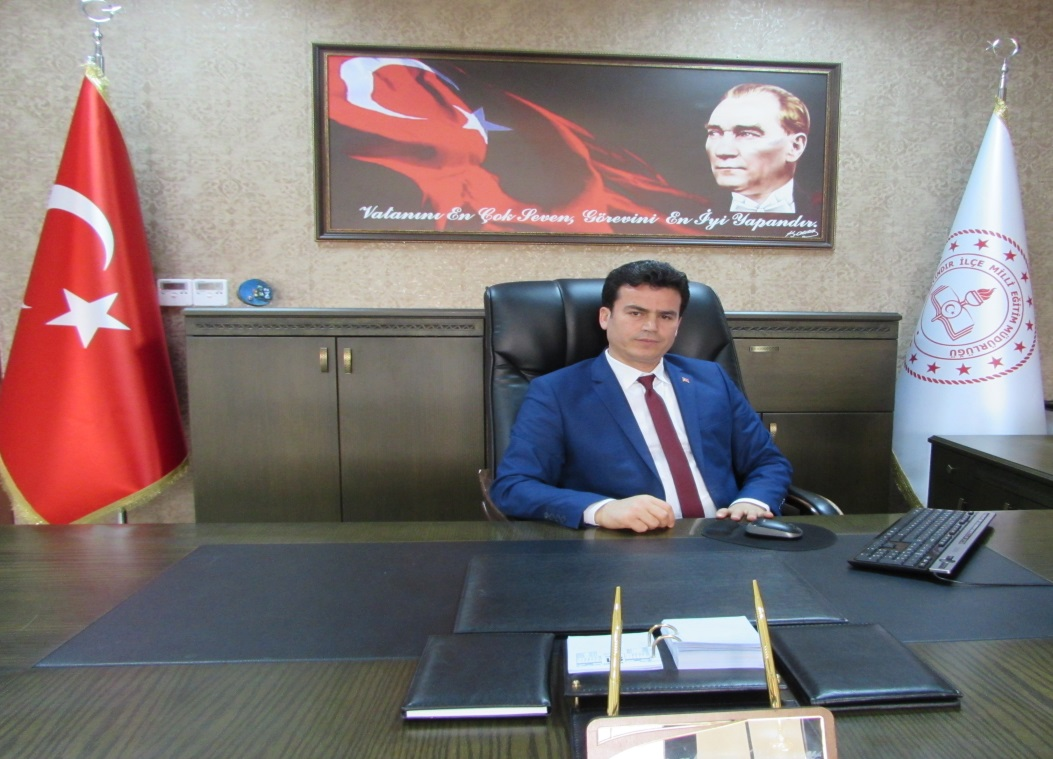 Vatanını En Çok Seven, Görevini En İyi Yapandır.
İLÇE MİLLİ EĞİTİM MÜDÜRLÜĞÜ